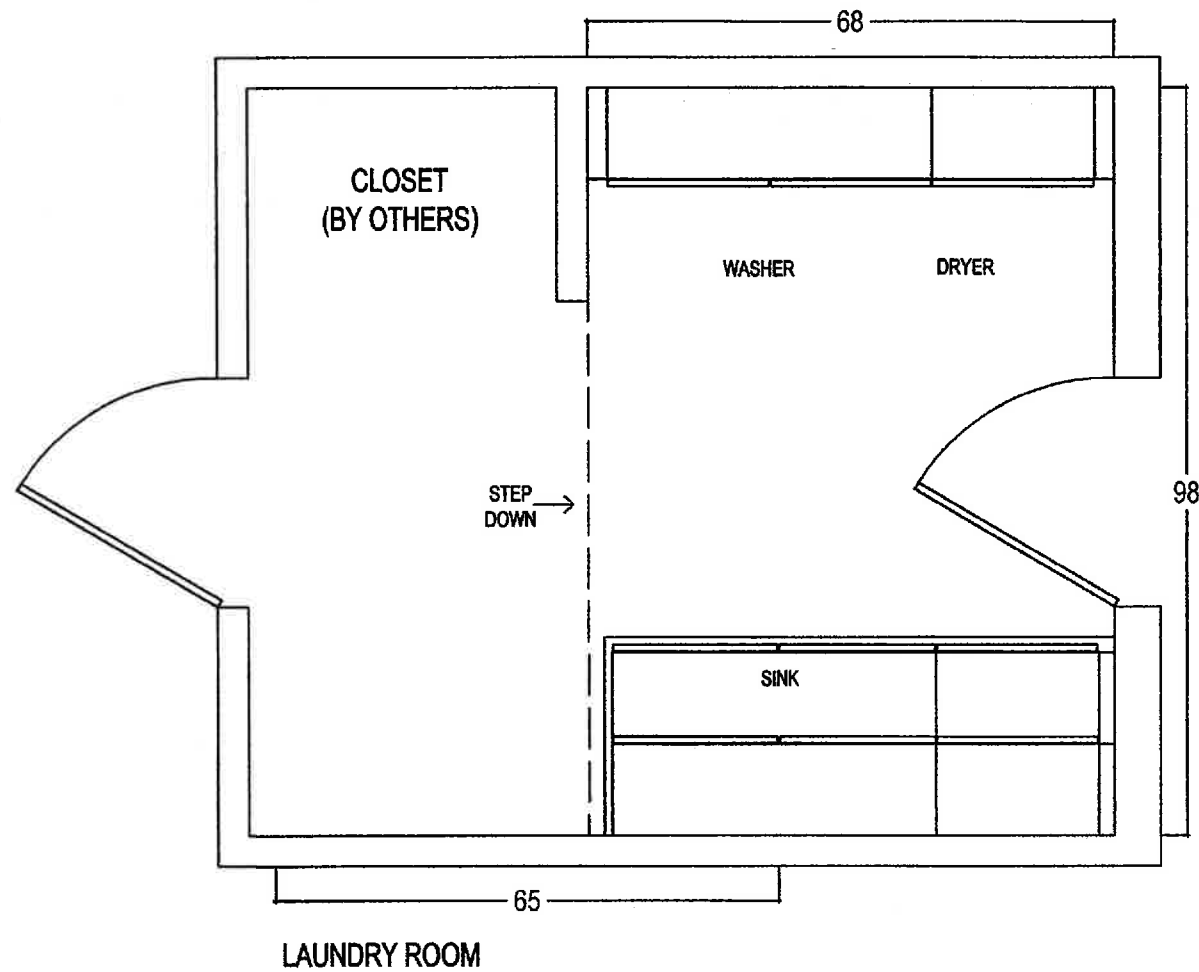 68
CLOSET
(BY OTHERS)
WASHER
DRYER
STEP
DOWN
98
SINK
65
LAUNDRY ROOM